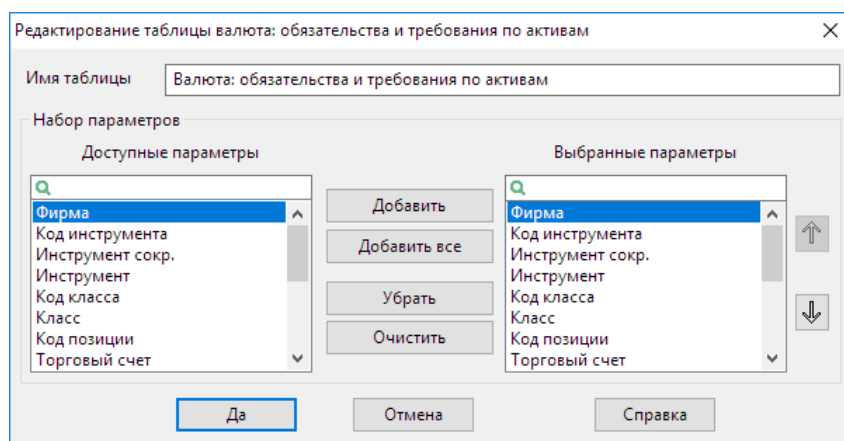 Редактирование таблицы валюта: обязательства и требования по активам
Имя таблицы
Валюта: обязательства и требования по активам
Набор параметров
Доступные параметры
Выбранные параметры
Фирма
Код инструмента
Инструмент сокр.
Инструмент
Код класса
Класс
Код позиции
Торговый счет
Добавить
Добавить все
Убрать
Очистить
Фирма
Код инструмента
Инструмент сокр.
Инструмент
Код класса
Класс
Код позиции
Торговый счет
Да
Отмена
Справка